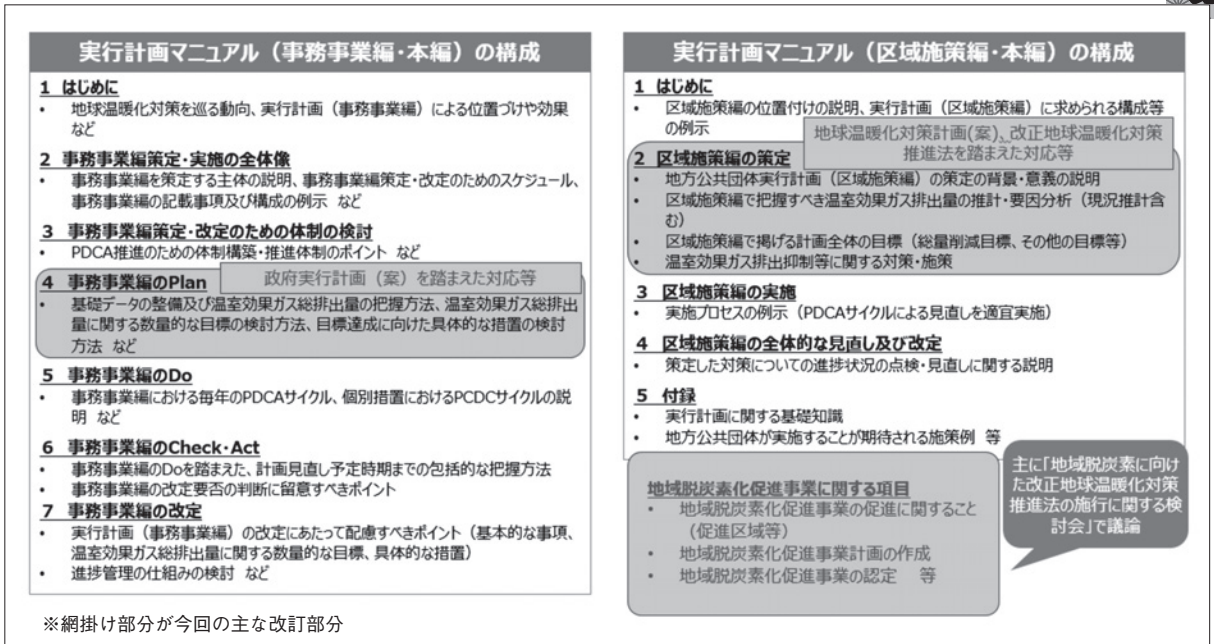 実行計画マニュアル（事務事業編・本編）の構成
1 はじめに
• 地球温暖化対策を巡る動向、実行計画（事務事業編）による位置づけや効果
など
2 事務事業編策定・実施の全体像
• 事務事業編を策定する主体の説明、事務事業編策定・改定のためのスケジュール、
事務事業編の記載事項及び構成の例示 など
3 事務事業編策定・改定のための体制の検討
• PDCA推進のための体制構築・推進体制のポイント など
4 事務事業編のPlan
政府実行計画（案）を踏まえた対応等
• 基礎データの整備及び温室効果ガス総排出量の把握方法、温室効果ガス総排出
量に関する数量的な目標の検討方法、目標達成に向けた具体的な措置の検討
方法 など
5 事務事業編のDo
• 事務事業編における毎年のPDCAサイクル、個別措置におけるPCDCサイクルの説
明 など
6 事務事業編のCheck・Act
• 事務事業編のDoを踏まえた、計画見直し予定時期までの包括的な把握方法
• 事務事業編の改定要否の判断に留意すべきポイント
7 事務事業編の改定
• 実行計画（事務事業編）の改定にあたって配慮すべきポイント（基本的な事項、
温室効果ガス総排出量に関する数量的な目標、具体的な措置）
• 進捗管理の仕組みの検討 など
※網掛け部分が今回の主な改訂部分
実行計画マニュアル（区域施策編・本編）の構成
1 はじめに
• 区域施策編の位置付けの説明、実行計画（区域施策編）に求められる構成等
の例示
地球温暖化対策計画(案)、改正地球温暖化対策
推進法を踏まえた対応等
2 区域施策編の策定
• 地方公共団体実行計画（区域施策編）の策定の背景・意義の説明
• 区域施策編で把握すべき温室効果ガス排出量の推計・要因分析（現況推計含
む）
• 区域施策編で掲げる計画全体の目標（総量削減目標、その他の目標等）
• 温室効果ガス排出抑制等に関する対策・施策
3 区域施策編の実施
• 実施プロセスの例示（PDCAサイクルによる見直しを適宜実施）
4 区域施策編の全体的な見直し及び改定
• 策定した対策についての進捗状況の点検・見直しに関する説明
5 付録
• 実行計画に関する基礎知識
• 地方公共団体が実施することが期待される施策例 等
地域脱炭素化促進事業に関する項目
• 地域脱炭素化促進事業の促進に関すること
（促進区域等）
• 地域脱炭素化促進事業計画の作成
• 地域脱炭素化促進事業の認定 等
主に「地域脱炭素に向け
た改正地球温暖化対策
推進法の施行に関する検
討会」で議論